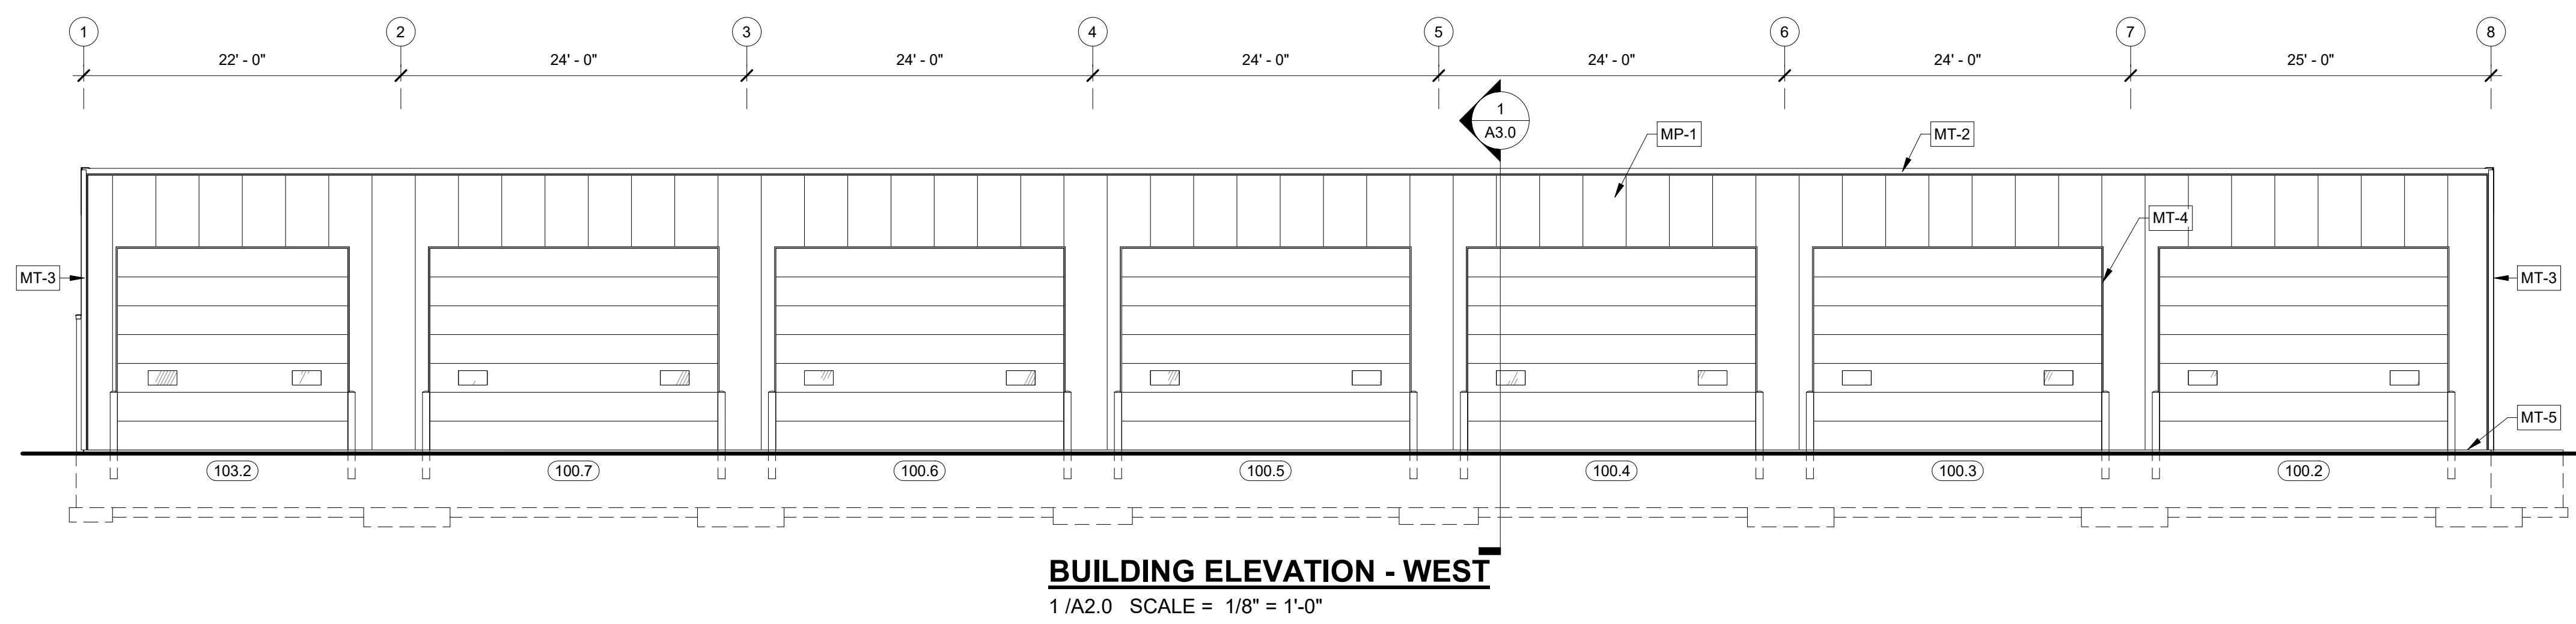 1 2 3 4 5 6 7 8
22' - 0" 24' - 0" 24' - 0" 24' - 0" 24' - 0" 24' - 0" 25' - 0"
1
A3.0
MP-1
MT-2
MT-4
MT-3
MT-3
MT-5
103.2 100.7 100.6 100.5 100.4 100.3 100.2
BUILDING ELEVATION - WEST
1 /A2.0 SCALE = 1/8" = 1'-0"